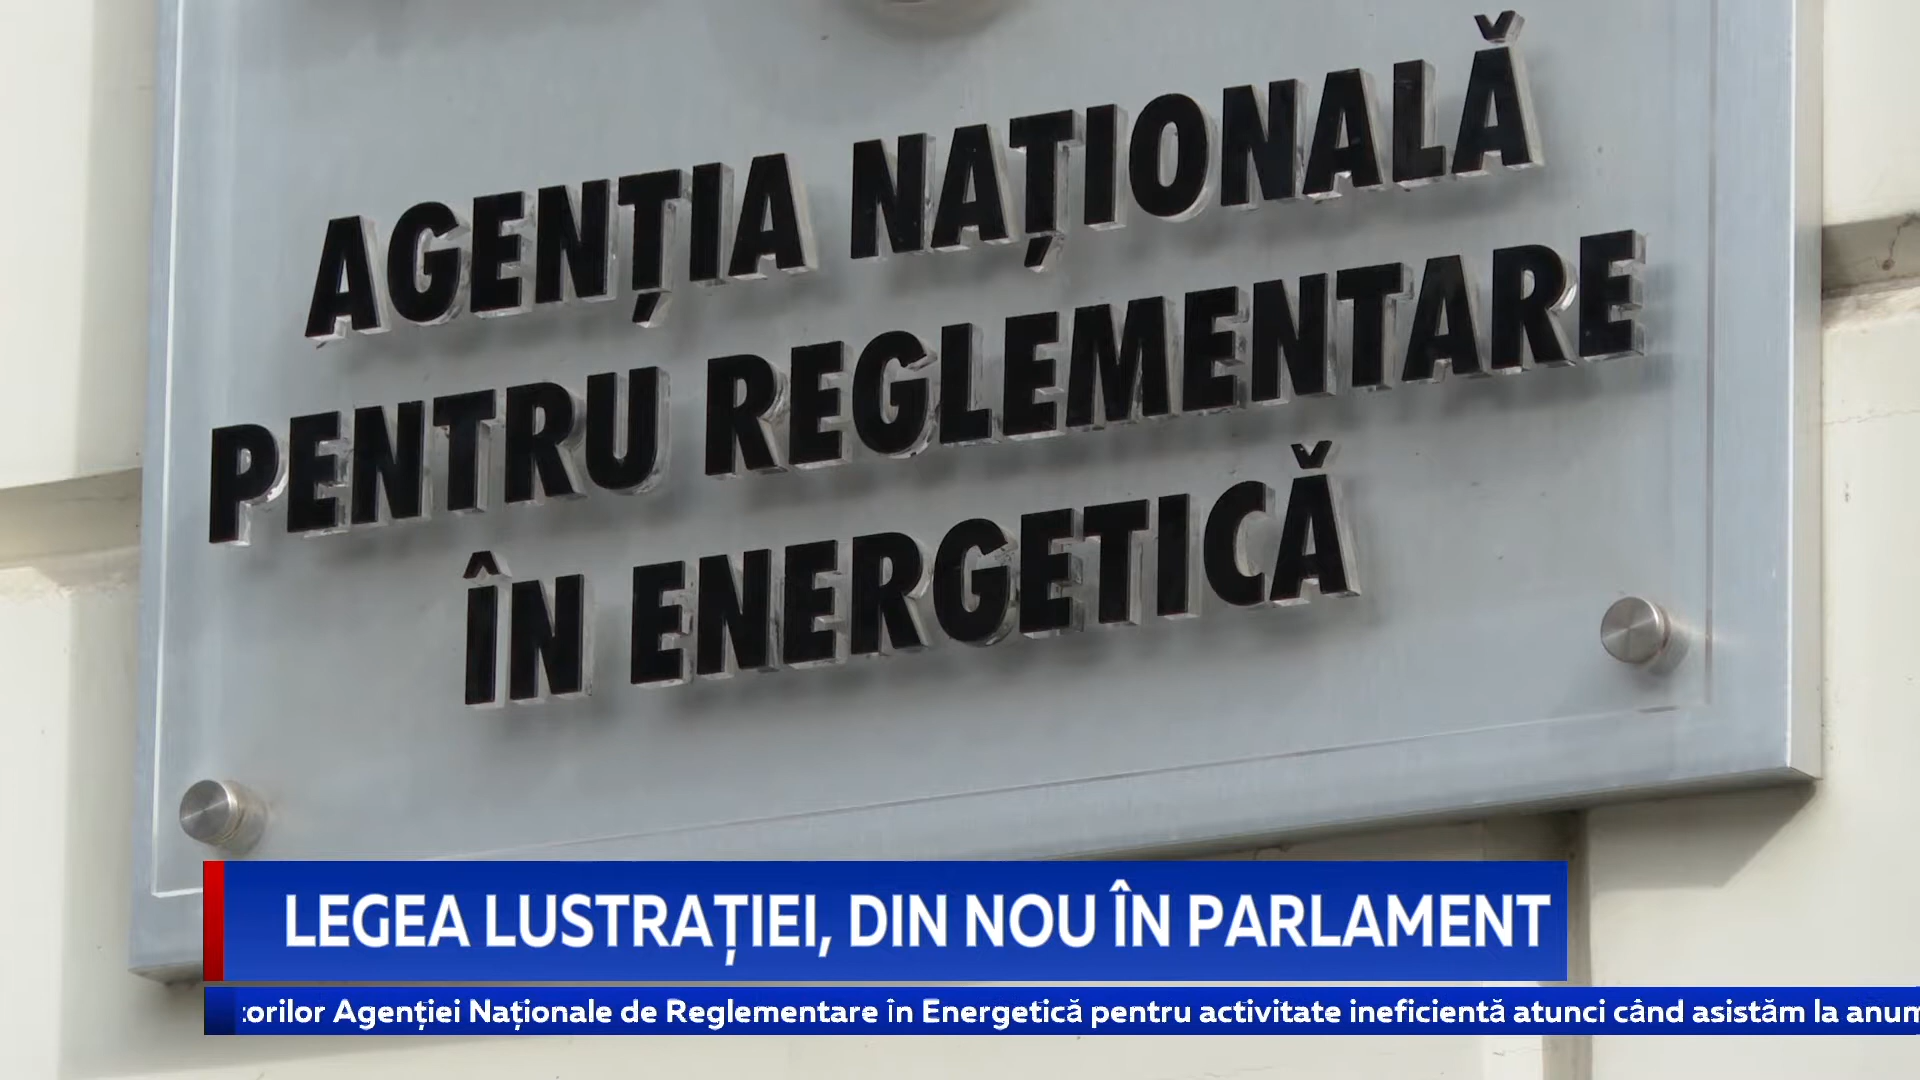 AGENȚIA NAȚIONALĂ
PENTRU REGLEMENTARE
ÎN ENERGETICĂ
LEGEA LUSTRAȚIEI, DIN NOU ÎN PARLAMENT
Agenției Naționale de Reglementare în Energetică pentru activitate ineficientă atunci când asistăm la